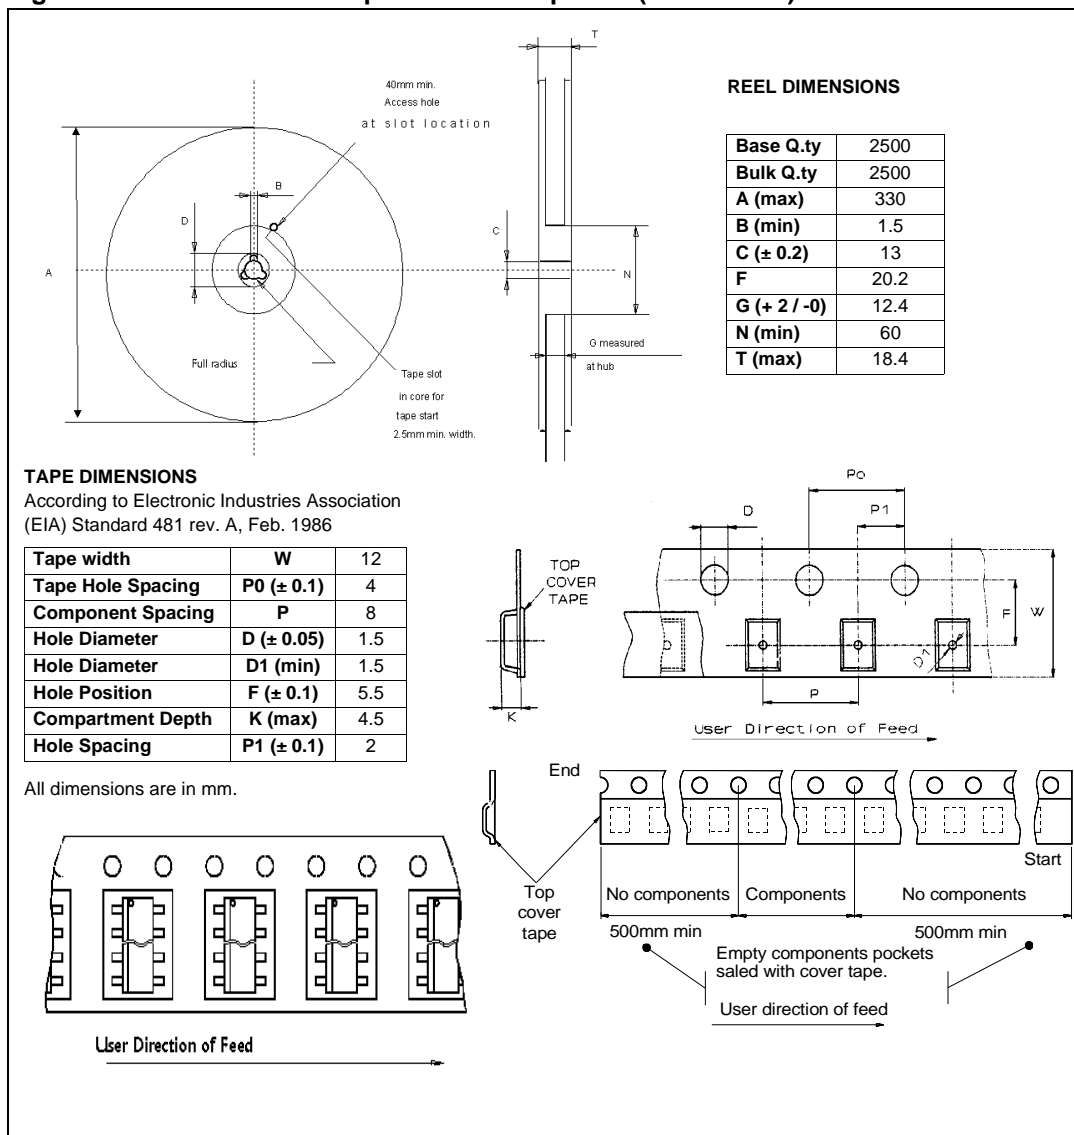 T
40mm min.
Access hole
at slot location
B
D
A
C
N
Full radius
Tape slot
in core for
tape start
2.5mm min. width.
G measured
at hub
REEL DIMENSIONS
Base Q.ty 2500
Bulk Q.ty 2500
A (max) 330
B (min) 1.5
C (± 0.2) 13
F 20.2
G (+ 2 / -0) 12.4
N (min) 60
T (max) 18.4
TAPE DIMENSIONS
According to Electronic Industries Association
(EIA) Standard 481 rev. A, Feb. 1986
Tape width W 12
Tape Hole Spacing P0 (± 0.1) 4
Component Spacing P 8
Hole Diameter D (± 0.05) 1.5
Hole Diameter D1 (min) 1.5
Hole Position F (± 0.1) 5.5
Compartment Depth K (max) 4.5
Hole Spacing P1 (± 0.1) 2
All dimensions are in mm.
TOP
COVER
TAPE
K
Po
D
P1
F
W
D1
P
User Direction of Feed
End
Start
Top
cover
tape
No components
Components
No components
500mm min
500mm min
Empty components pockets
saled with cover tape.
User direction of feed
User Direction of Feed